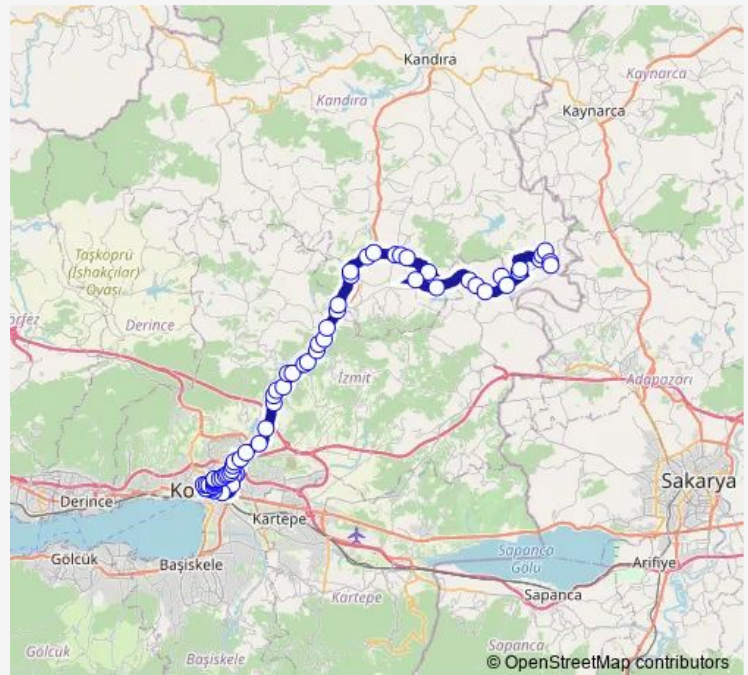 Kandıra
Kaynarca
Kandıra
Kaynarca
Taşköprü
(İshakçılar)
Ovası
Derince
İzmit
Adapazarı
Sakarya
Derince
Ko
Kartepe
Gölcük
Başiskele
Sapanca
Gölü
Arifiye
Sapanca
Kartepe
Gölcük
Başiskele
Sapanca
© OpenStreetMap contributors